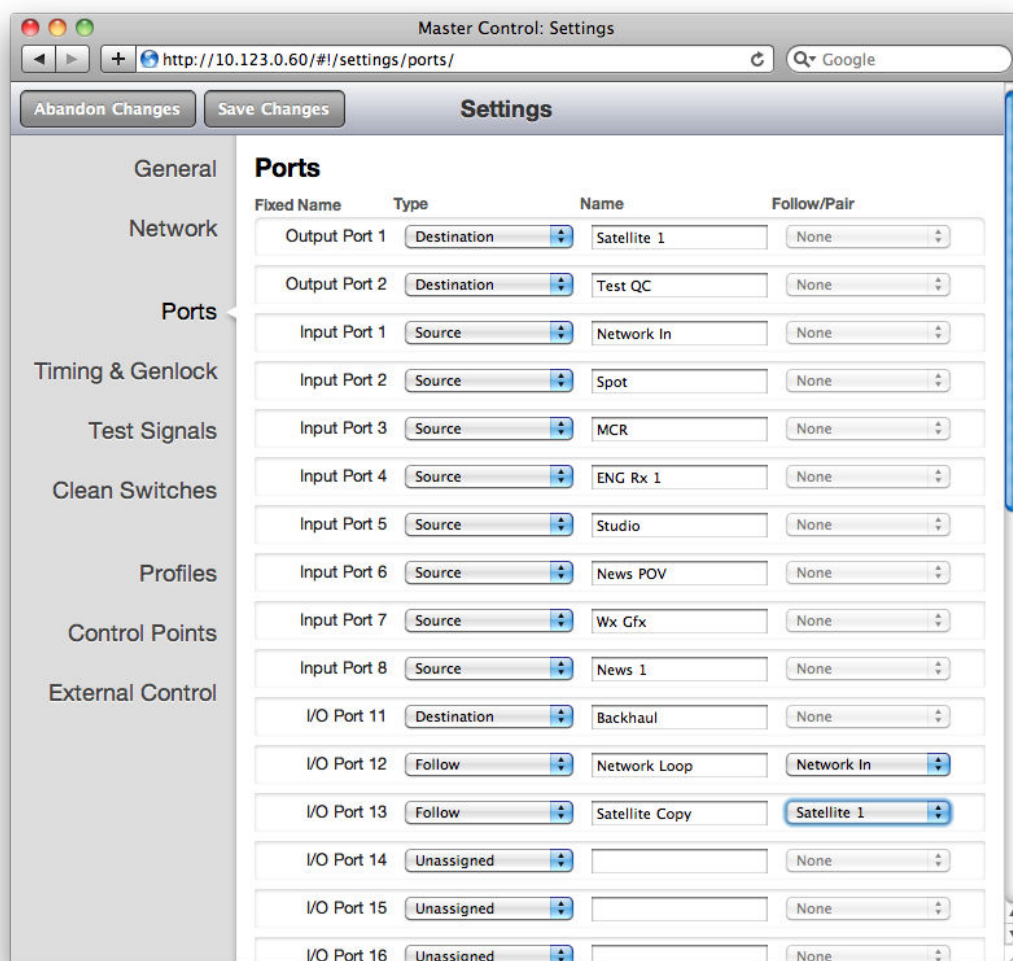 Master Control: Settings
+ http://10.123.0.60/#!/settings/ports/ Google
Abandon Changes Save Changes Settings
General
Network
Ports
Timing & Genlock
Test Signals
Clean Switches
Profiles
Control Points
External Control
Ports
Fixed Name Type Name Follow/Pair
Output Port 1 Destination Satellite 1 None
Output Port 2 Destination Test QC None
Input Port 1 Source Network In None
Input Port 2 Source Spot None
Input Port 3 Source MCR None
Input Port 4 Source ENG Rx 1 None
Input Port 5 Source Studio None
Input Port 6 Source News POV None
Input Port 7 Source Wx Gfx None
Input Port 8 Source News 1 None
I/O Port 11 Destination Backhaul None
I/O Port 12 Follow Network Loop Network In
I/O Port 13 Follow Satellite Copy Satellite 1
I/O Port 14 Unassigned None
I/O Port 15 Unassigned None
I/O Port 16 Unassigned None